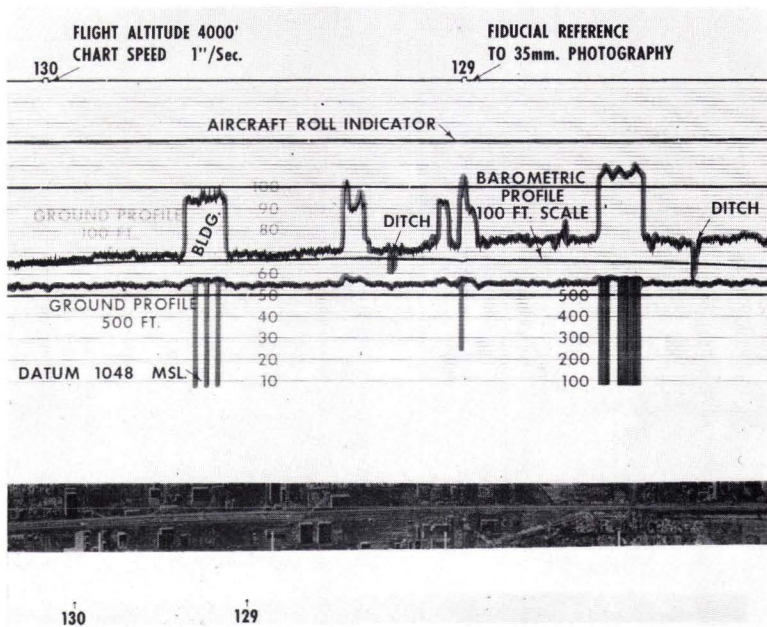 FLIGHT ALTITUDE 4000'
CHART SPEED 1"/Sec.
FIDUCIAL REFERENCE
TO 35mm. PHOTOGRAPHY
130
129
AIRCRAFT ROLL INDICATOR
BAROMETRIC
PROFILE
100 FT. SCALE
DITCH
DITCH
BLDG.
GROUND PROFILE
100 FT.
100
90
80
60
50
40
30
20
10
GROUND PROFILE
500 FT.
500
400
300
200
100
DATUM 1048 MSL.
130
129